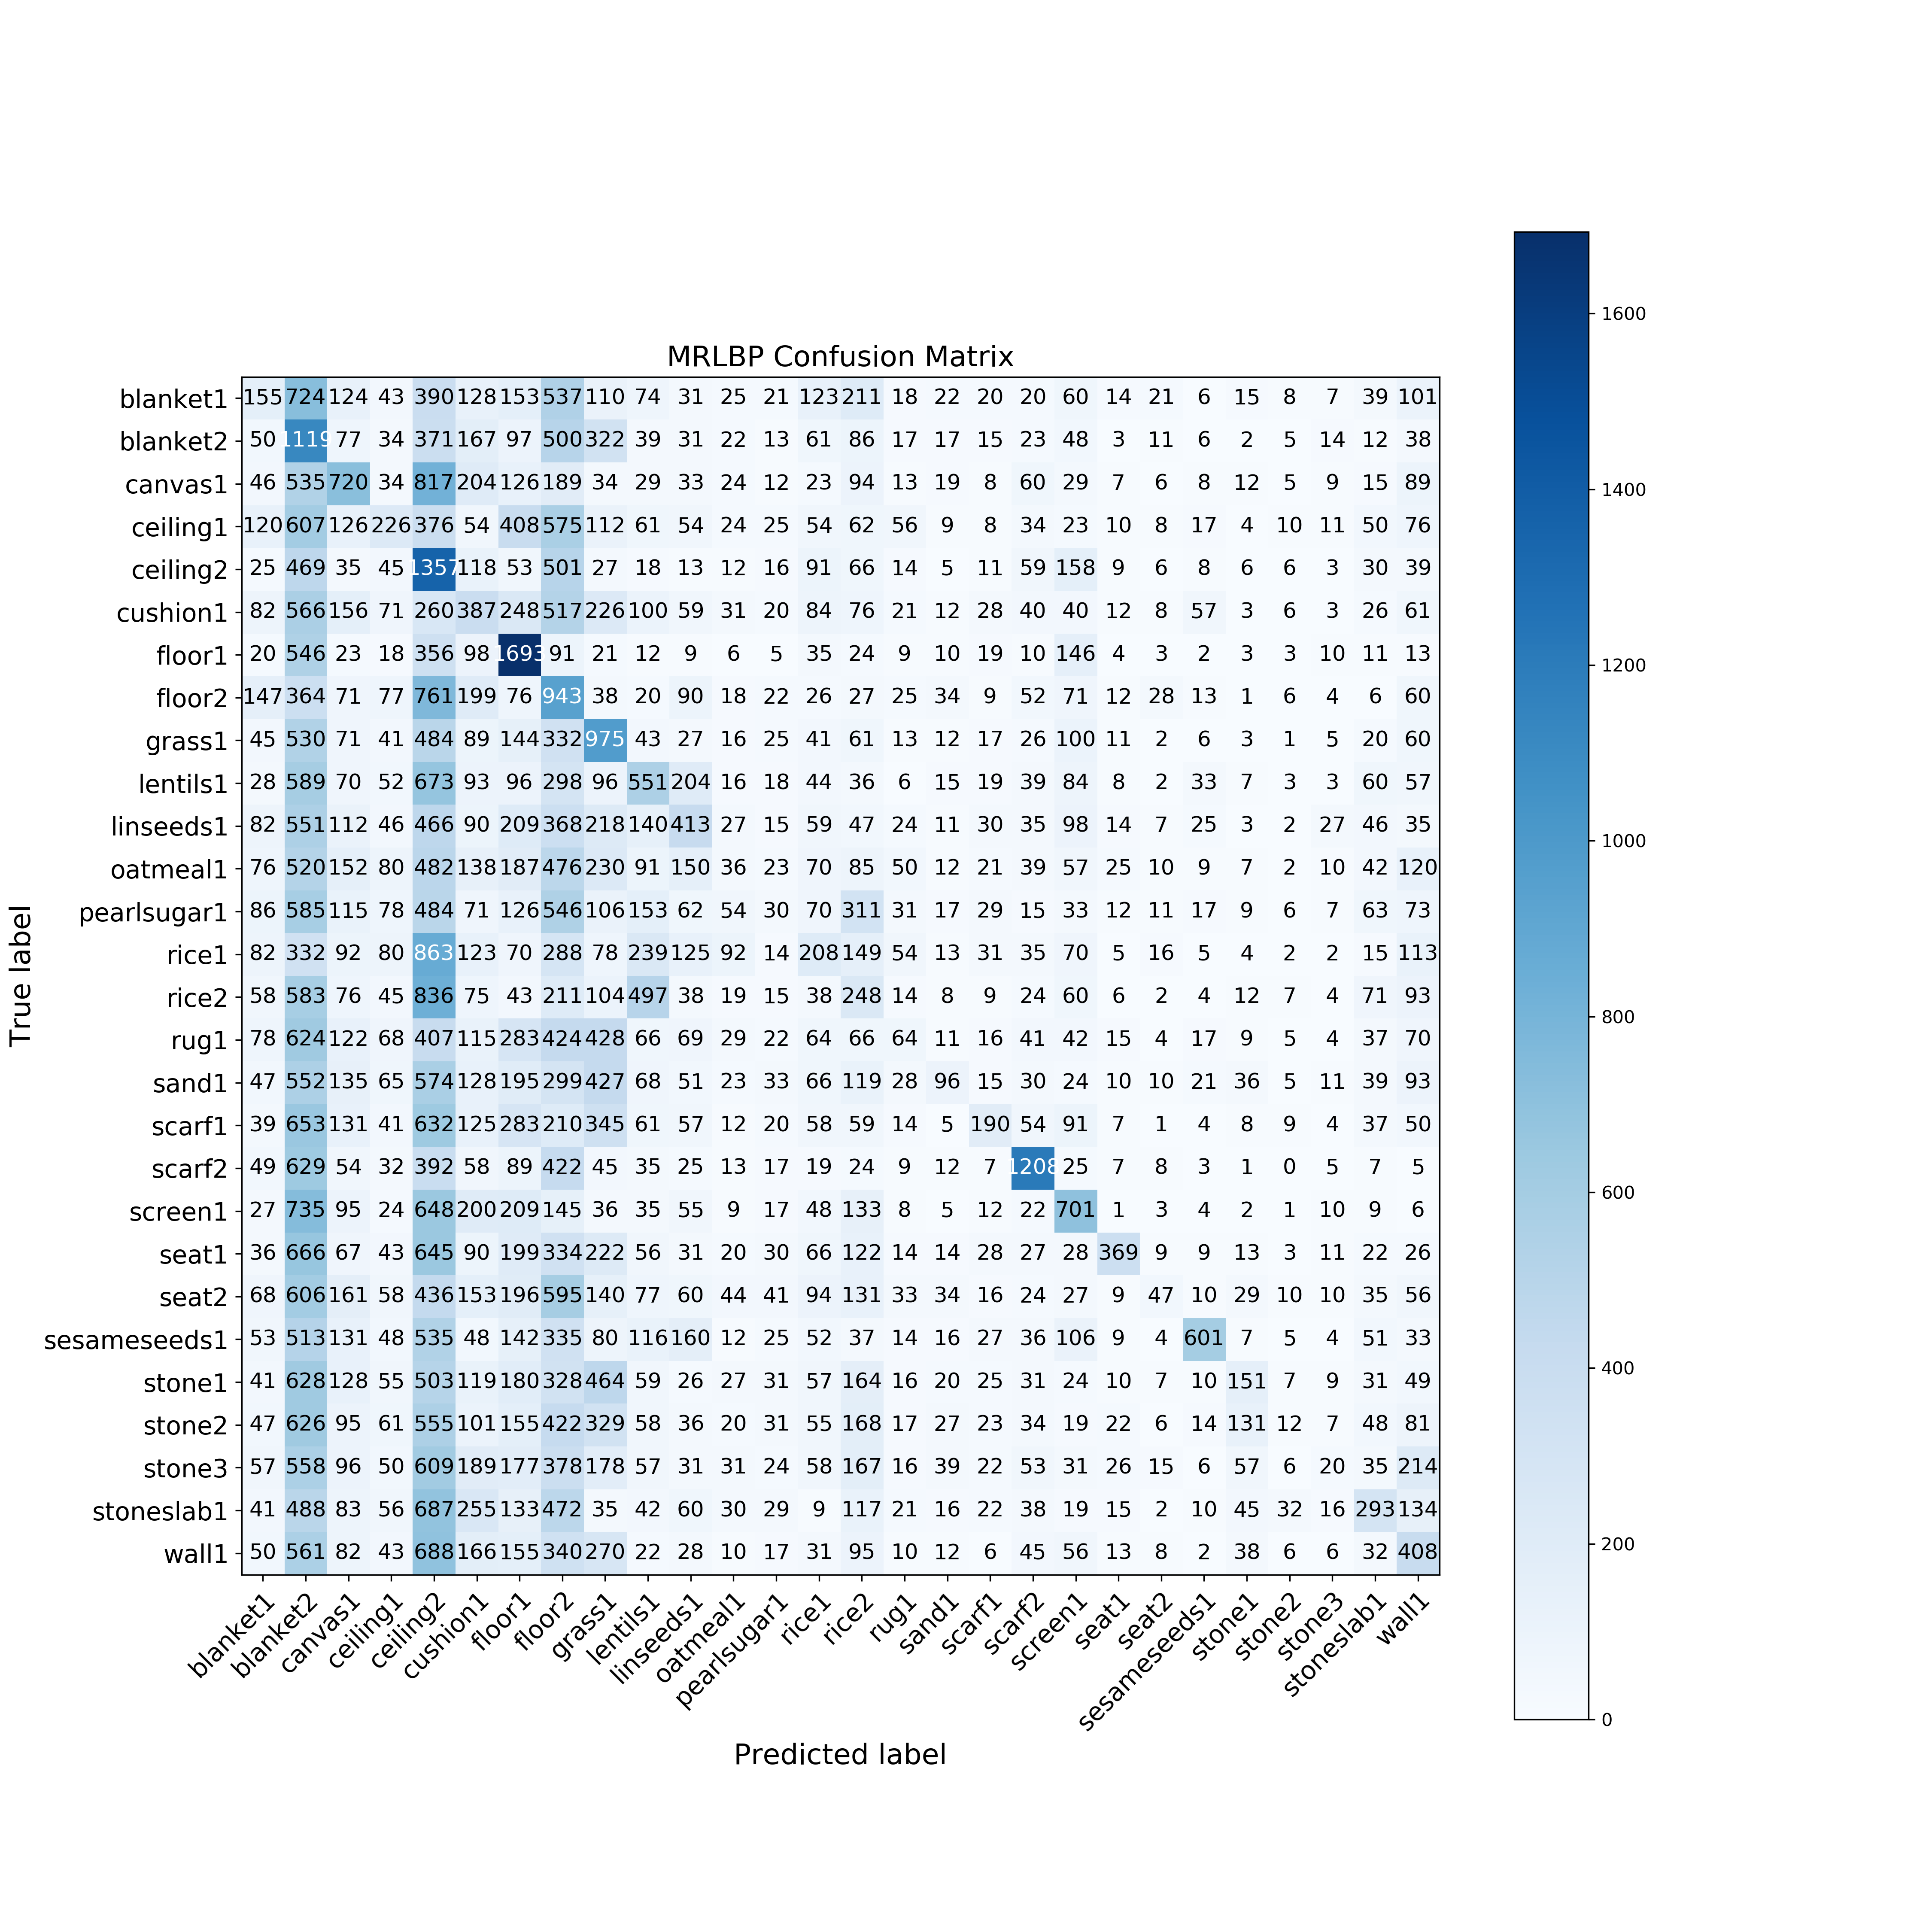 MRLBP Confusion Matrix
blanket1 155 724 124 43 390 128 153 537 110 74 31 25 21 123 211 18 22 20 20 60 14 21 6 15 8 7 39 101
blanket2 50 1119 77 34 371 167 97 500 322 39 31 22 13 61 86 17 17 15 23 48 3 11 6 2 5 14 12 38
canvas1 46 535 720 34 817 204 126 189 34 29 33 24 12 23 94 13 19 8 60 29 7 6 8 12 5 9 15 89
ceiling1 120 607 126 226 376 54 408 575 112 61 54 24 25 54 62 56 9 8 34 23 10 8 17 4 10 11 50 76
ceiling2 25 469 35 45 1357 118 53 501 27 18 13 12 16 91 66 14 5 11 59 158 9 6 8 6 6 3 30 39
cushion1 82 566 156 71 260 387 248 517 226 100 59 31 20 84 76 21 12 28 40 40 12 8 57 3 6 3 26 61
floor1 20 546 23 18 356 98 1693 91 21 12 9 6 5 35 24 9 10 19 10 146 4 3 2 3 3 10 11 13
floor2 147 364 71 77 761 199 76 943 38 20 90 18 22 26 27 25 34 9 52 71 12 28 13 1 6 4 6 60
grass1 45 530 71 41 484 89 144 332 975 43 27 16 25 41 61 13 12 17 26 100 11 2 6 3 1 5 20 60
lentils1 28 589 70 52 673 93 96 298 96 551 204 16 18 44 36 6 15 19 39 84 8 2 33 7 3 3 60 57
linseeds1 82 551 112 46 466 90 209 368 218 140 413 27 15 59 47 24 11 30 35 98 14 7 25 3 2 27 46 35
oatmeal1 76 520 152 80 482 138 187 476 230 91 150 36 23 70 85 50 12 21 39 57 25 10 9 7 2 10 42 120
pearlsugar1 86 585 115 78 484 71 126 546 106 153 62 54 30 70 311 31 17 29 15 33 12 11 17 9 6 7 63 73
rice1 82 332 92 80 863 123 70 288 78 239 125 92 14 208 149 54 13 31 35 70 5 16 5 4 2 2 15 113
rice2 58 583 76 45 836 75 43 211 104 497 38 19 15 38 248 14 8 9 24 60 6 2 4 12 7 4 71 93
rug1 78 624 122 68 407 115 283 424 428 66 69 29 22 64 66 64 11 16 41 42 15 4 17 9 5 4 37 70
sand1 47 552 135 65 574 128 195 299 427 68 51 23 33 66 119 28 96 15 30 24 10 10 21 36 5 11 39 93
scarf1 39 653 131 41 632 125 283 210 345 61 57 12 20 58 59 14 5 190 54 91 7 1 4 8 9 4 37 50
scarf2 49 629 54 32 392 58 89 422 45 35 25 13 17 19 24 9 12 7 1208 25 7 8 3 1 0 5 7 5
screen1 27 735 95 24 648 200 209 145 36 35 55 9 17 48 133 8 5 12 22 701 1 3 4 2 1 10 9 6
seat1 36 666 67 43 645 90 199 334 222 56 31 20 30 66 122 14 14 28 27 28 369 9 9 13 3 11 22 26
seat2 68 606 161 58 436 153 196 595 140 77 60 44 41 94 131 33 34 16 24 27 9 47 10 29 10 10 35 56
sesameseeds1 53 513 131 48 535 48 142 335 80 116 160 12 25 52 37 14 16 27 36 106 9 4 601 7 5 4 51 33
stone1 41 628 128 55 503 119 180 328 464 59 26 27 31 57 164 16 20 25 31 24 10 7 10 151 7 9 31 49
stone2 47 626 95 61 555 101 155 422 329 58 36 20 31 55 168 17 27 23 34 19 22 6 14 131 12 7 48 81
stone3 57 558 96 50 609 189 177 378 178 57 31 31 24 58 167 16 39 22 53 31 26 15 6 57 6 20 35 214
stoneslab1 41 488 83 56 687 255 133 472 35 42 60 30 29 9 117 21 16 22 38 19 15 2 10 45 32 16 293 134
wall1 50 561 82 43 688 166 155 340 270 22 28 10 17 31 95 10 12 6 45 56 13 8 2 38 6 6 32 408
True label
blanket1 blanket2 canvas1 ceiling1 ceiling2 cushion1 floor1 floor2 grass1 lentils1 linseeds1 oatmeal1 pearlsugar1 rice1 rice2 rug1 sand1 scarf1 scarf2 screen1 seat1 seat2 sesameseeds1 stone1 stone2 stone3 stoneslab1 wall1
Predicted label
1600
1400
1200
1000
800
600
400
200
0